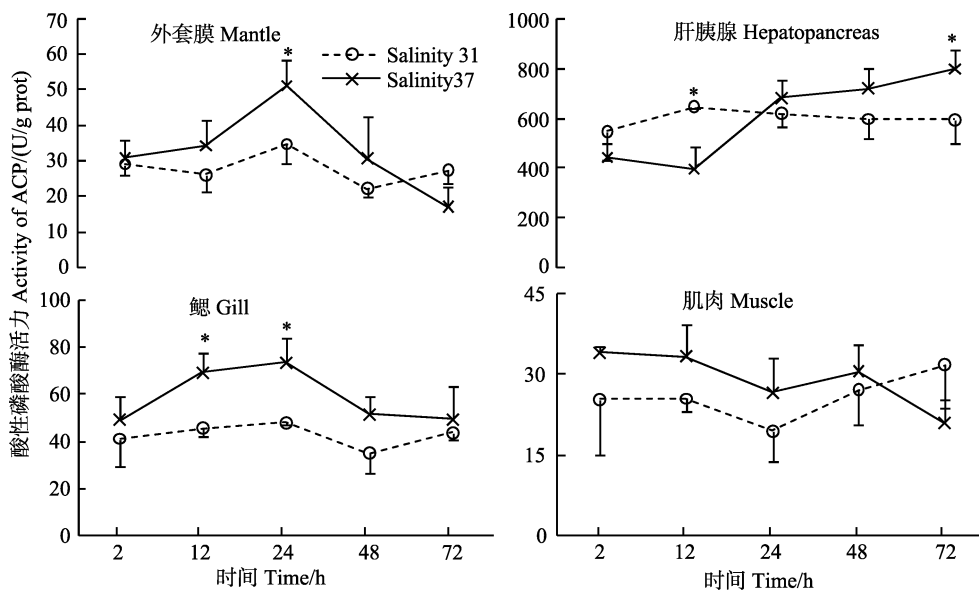 酸性磷酸酶活力 Activity of ACP/(U/g prot)
外套膜 Mantle
Salinity 31
Salinity37
70
60
50
40
30
20
10
0
*
肝胰腺 Hepatopancreas
1000
800
600
400
200
0
*
*
鳃 Gill
100
80
60
40
20
0
*
*
2 12 24 48 72
时间 Time/h
肌肉 Muscle
45
30
15
0
2 12 24 48 72
时间 Time/h